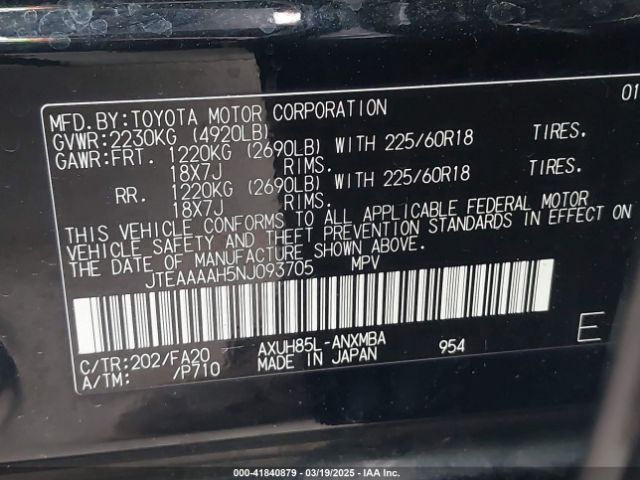 MFD.BY:TOYOTA MOTOR CORPORATION 01
GVWR:2230KG (4920LB)
GAWR:FRT. 1220KG (2690LB) WITH 225/60R18 TIRES.
18X7J RIMS.
RR. 1220KG (2690LB) WITH 225/60R18 TIRES.
18X7J RIMS.
THIS VEHICLE CONFORMS TO ALL APPLICABLE FEDERAL MOTOR
VEHICLE SAFETY AND THEFT PREVENTION STANDARDS IN EFFECT ON
THE DATE OF MANUFACTURE SHOWN ABOVE.
JTEAAAAH5NJ093705 MPV
E
C/TR:202/FA20 AXUH85L-ANXMBA 954
A/TM: /P710 MADE IN JAPAN
000-41840879 // 03/19/2025 // IAA Inc.